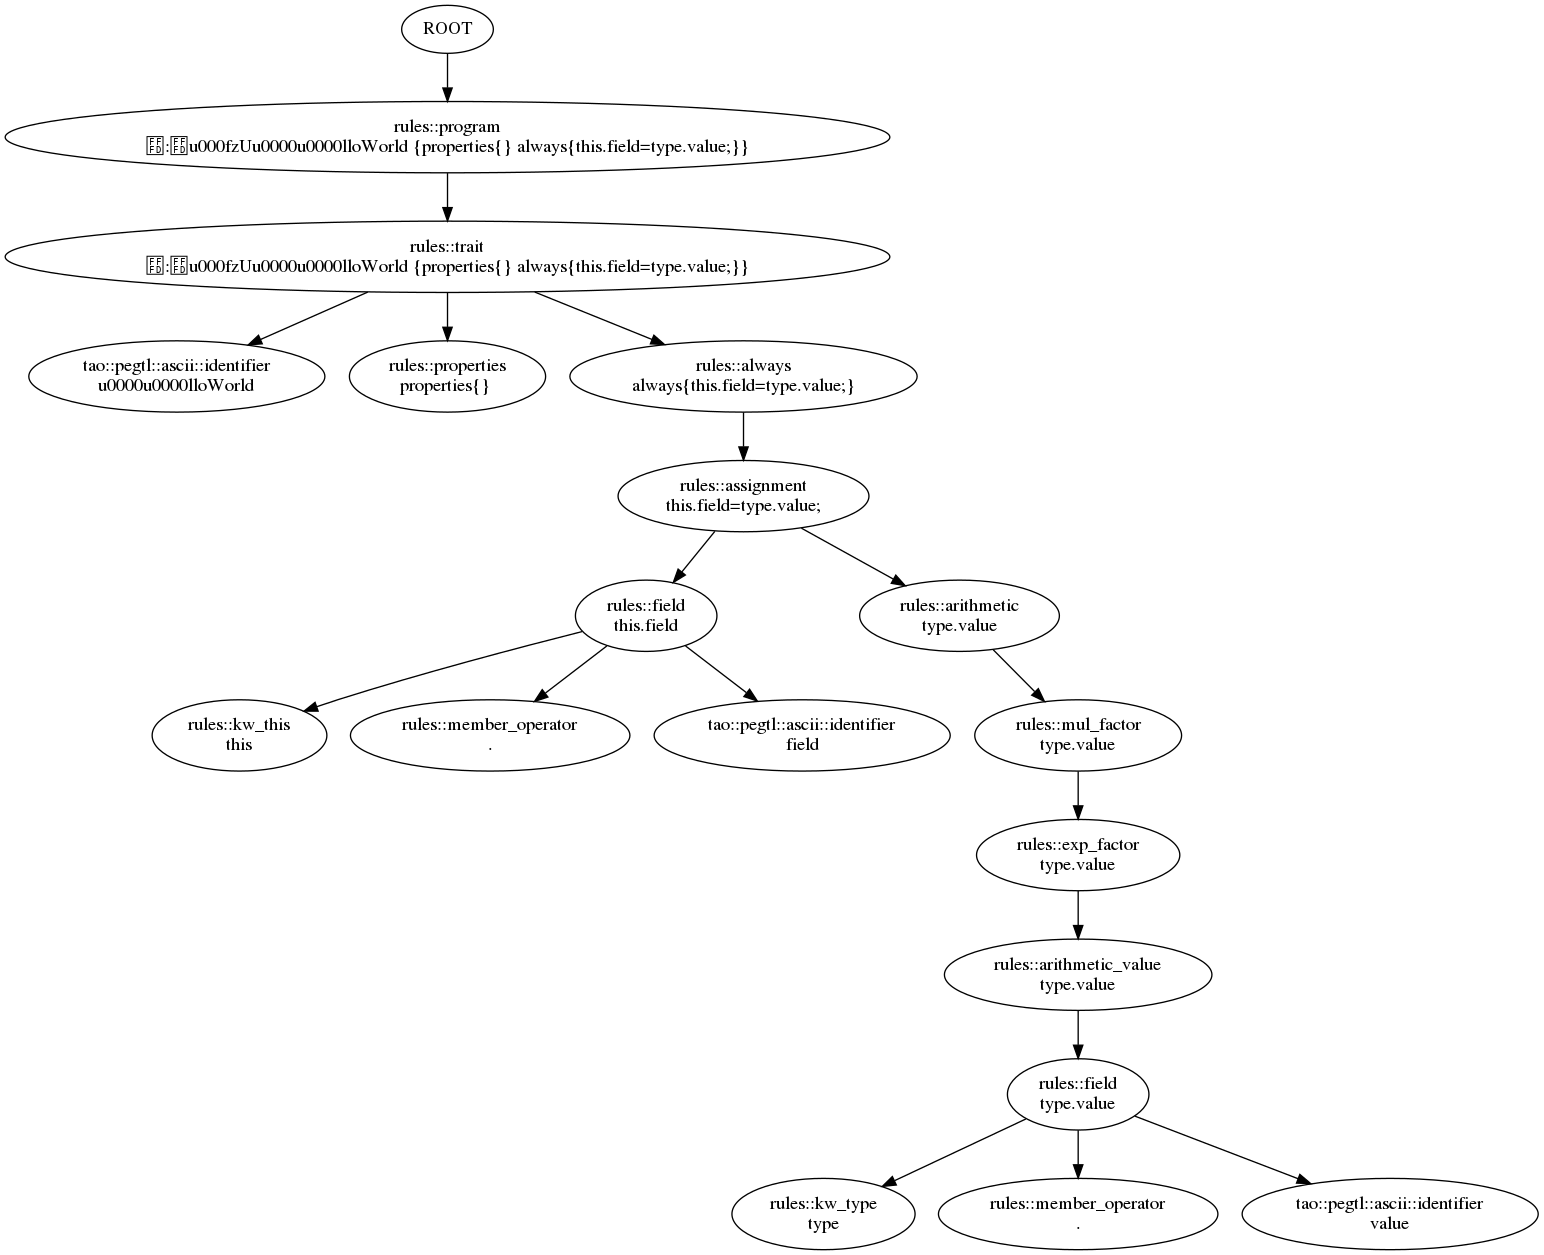 ROOT
rules::program
�:�u000fzUu0000u0000lloWorld {properties{} always{this.field=type.value;}}
rules::trait
�:�u000fzUu0000u0000lloWorld {properties{} always{this.field=type.value;}}
tao::pegtl::ascii::identifier
u0000u0000lloWorld
rules::properties
properties{}
rules::always
always{this.field=type.value;}
rules::assignment
this.field=type.value;
rules::field
this.field
rules::arithmetic
type.value
rules::kw_this
this
rules::member_operator
.
tao::pegtl::ascii::identifier
field
rules::mul_factor
type.value
rules::exp_factor
type.value
rules::arithmetic_value
type.value
rules::field
type.value
rules::kw_type
type
rules::member_operator
.
tao::pegtl::ascii::identifier
value